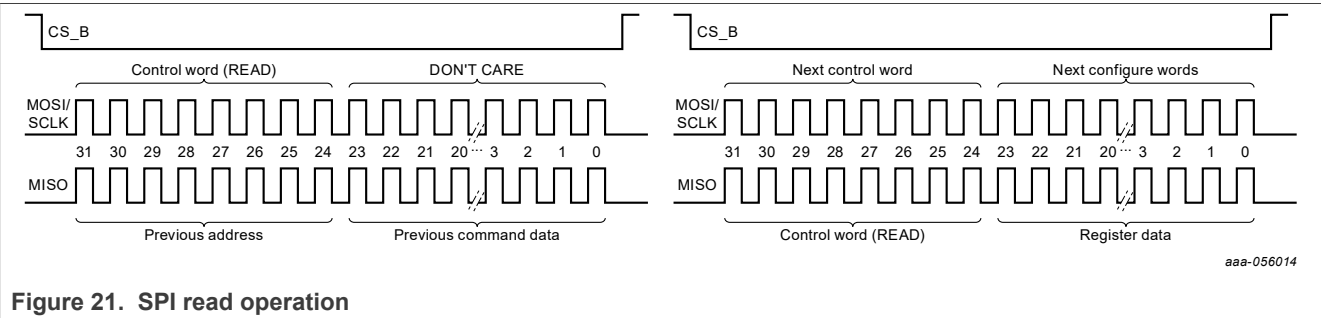 CS_B CS_B
Control word (READ) DON'T CARE Next control word Next configure words
MOSI/ MOSI/
SCLK SCLK
31 30 29 28 27 26 25 24 23 22 21 20 ... 3 2 1 0 31 30 29 28 27 26 25 24 23 22 21 20 ... 3 2 1 0
MISO MISO
Previous address Previous command data Control word (READ) Register data
aaa-056014
Figure 21. SPI read operation